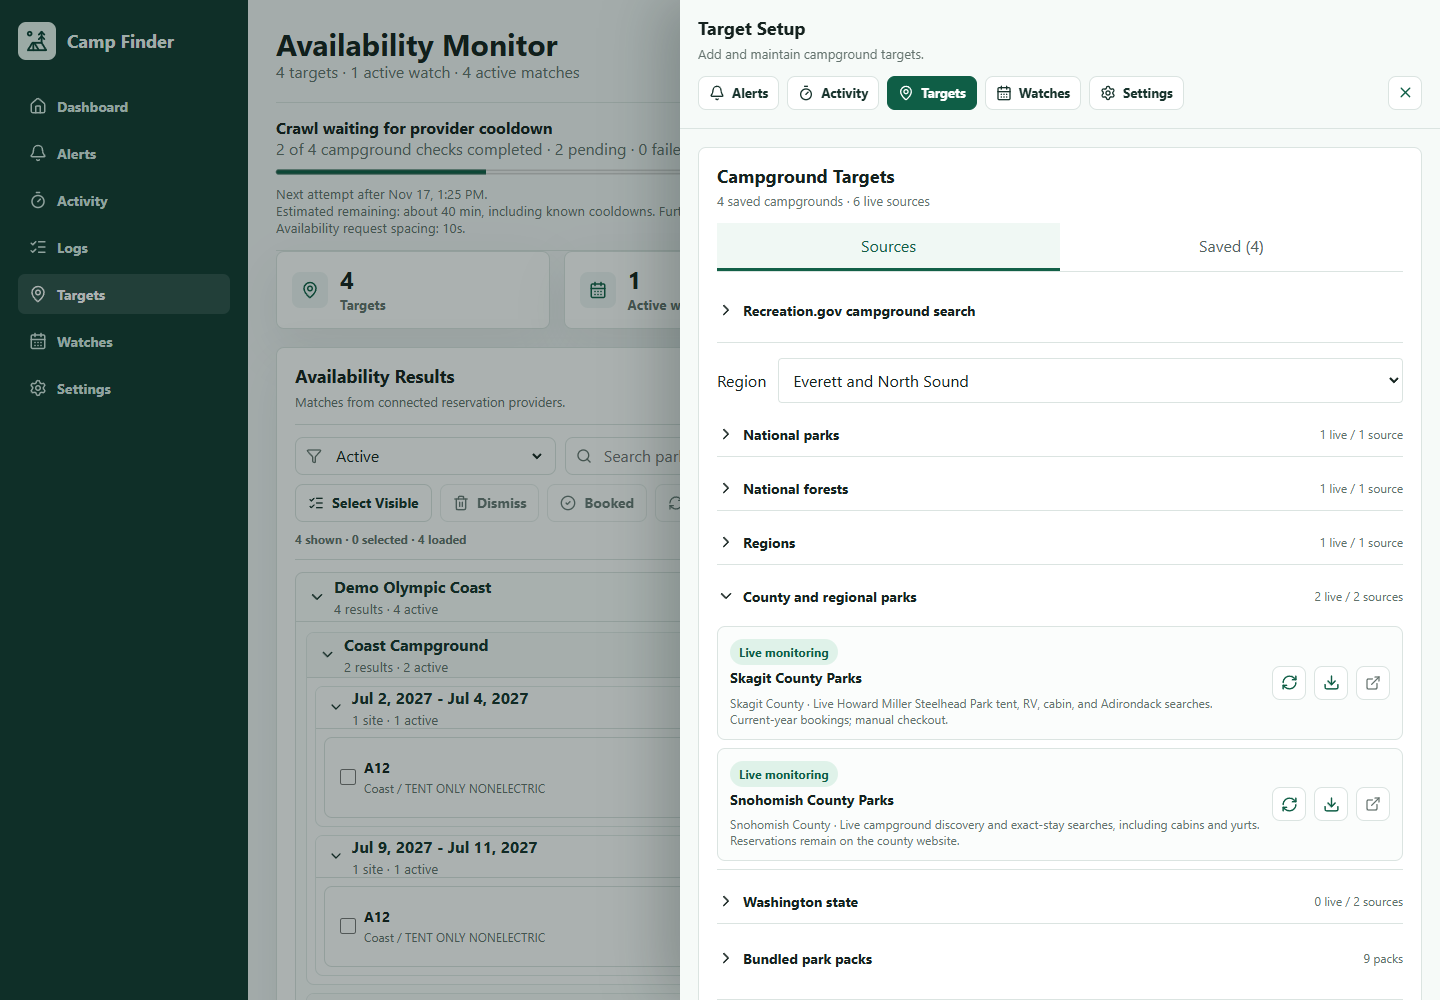 Camp Finder
Dashboard
Alerts
Activity
Logs
Targets
Watches
Settings
Availability Monitor
4 targets · 1 active watch · 4 active matches
Crawl waiting for provider cooldown
2 of 4 campground checks completed · 2 pending · 0 faile
Next attempt after Nov 17, 1:25 PM.
Estimated remaining: about 40 min, including known cooldowns. Furt
Availability request spacing: 10s.
4
Targets
1
Active w
Availability Results
Matches from connected reservation providers.
Active
Search par
Select Visible
Dismiss
Booked
4 shown · 0 selected · 4 loaded
Demo Olympic Coast
4 results · 4 active
Coast Campground
2 results · 2 active
Jul 2, 2027 - Jul 4, 2027
1 site · 1 active
A12
Coast / TENT ONLY NONELECTRIC
Jul 9, 2027 - Jul 11, 2027
1 site · 1 active
A12
Coast / TENT ONLY NONELECTRIC
Target Setup
Add and maintain campground targets.
Alerts
Activity
Targets
Watches
Settings
Campground Targets
4 saved campgrounds · 6 live sources
Sources
Saved (4)
Recreation.gov campground search
Region
Everett and North Sound
National parks
1 live / 1 source
National forests
1 live / 1 source
Regions
1 live / 1 source
County and regional parks
2 live / 2 sources
Live monitoring
Skagit County Parks
Skagit County · Live Howard Miller Steelhead Park tent, RV, cabin, and Adirondack searches.
Current-year bookings; manual checkout.
Live monitoring
Snohomish County Parks
Snohomish County · Live campground discovery and exact-stay searches, including cabins and yurts.
Reservations remain on the county website.
Washington state
0 live / 2 sources
Bundled park packs
9 packs